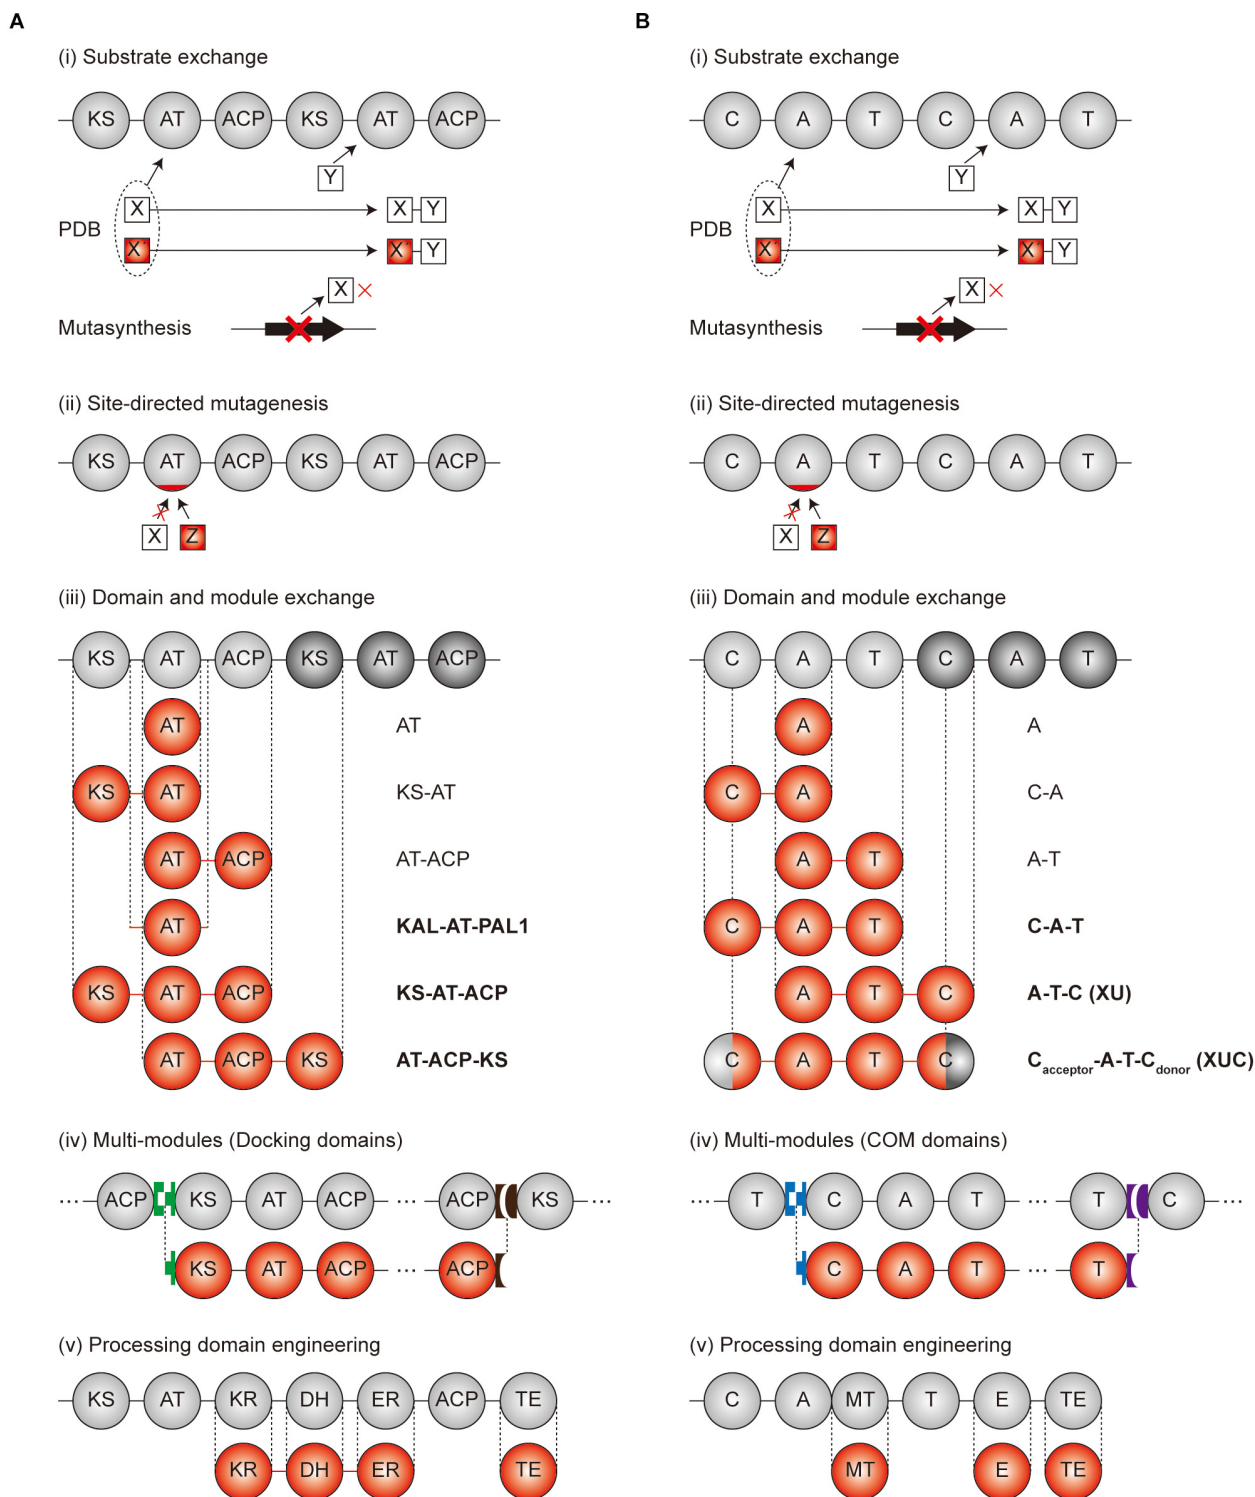 A
(i) Substrate exchange
KS AT ACP KS AT ACP
Y
X X Y
PDB
X´ X´ Y
X
Mutasynthesis
(ii) Site-directed mutagenesis
KS AT ACP KS AT ACP
X Z
(iii) Domain and module exchange
KS AT ACP KS AT ACP
AT AT
KS AT KS-AT
AT ACP AT-ACP
AT KAL-AT-PAL1
KS AT ACP KS-AT-ACP
AT ACP KS AT-ACP-KS
(iv) Multi-modules (Docking domains)
... ACP KS AT ACP ... ACP KS ...
KS AT ACP ... ACP
(v) Processing domain engineering
KS AT KR DH ER ACP TE
KR DH ER TE
B
(i) Substrate exchange
C A T C A T
Y
X X Y
PDB
X´ X´ Y
X
Mutasynthesis
(ii) Site-directed mutagenesis
C A T C A T
X Z
(iii) Domain and module exchange
C A T C A T
A A
C A C-A
A T A-T
C A T C-A-T
A T C A-T-C (XU)
C A T C Cacceptor-A-T-Cdonor (XUC)
(iv) Multi-modules (COM domains)
... T C A T ... T C ...
C A T ... T
(v) Processing domain engineering
C A MT T E TE
MT E TE